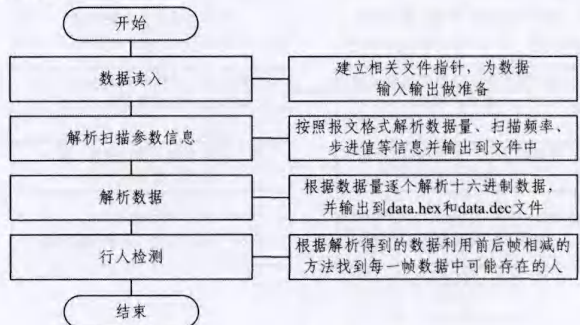 开始
数据读入
建立相关文件指针，为数据
输入输出做准备
解析扫描参数信息
按照报文格式解析数据量、扫描频率、
步进值等信息并输出到文件中
解析数据
根据数据量逐个解析十六进制数据，
并输出到data.hex和data.dec文件
行人检测
根据解析得到的数据利用前后帧相减的
方法找到每一帧数据中可能存在的人
结束